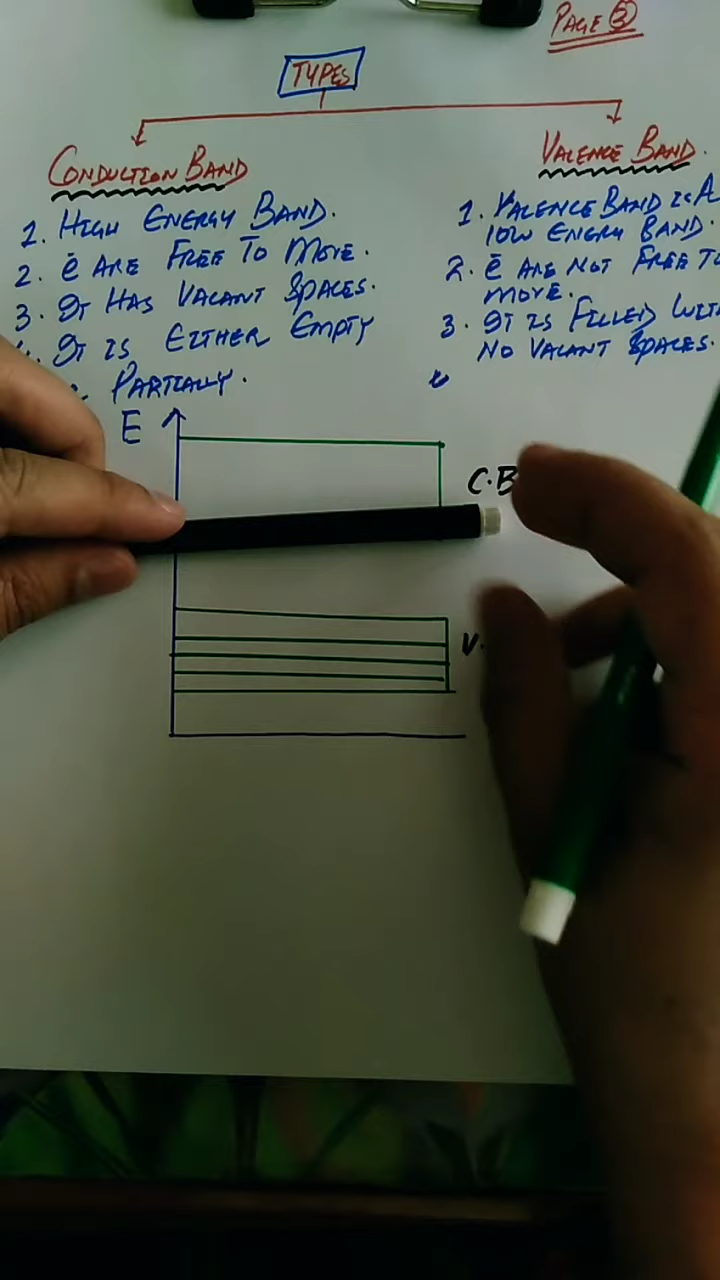 PAGE 3
TYPES
CONDUCTION BAND
1. HIGH ENERGY BAND.
2. ē ARE FREE TO MOVE.
3. IT HAS VACANT SPACES.
IT IS EITHER EMPTY
PARTIALLY.
VALENCE BAND.
1. VALENCE BAND IS A
LOW ENERGY BAND.
2. ē ARE NOT FREE TO
MOVE.
3. IT IS FILLED WITH
NO VACANT SPACES.
E
C.B
V.